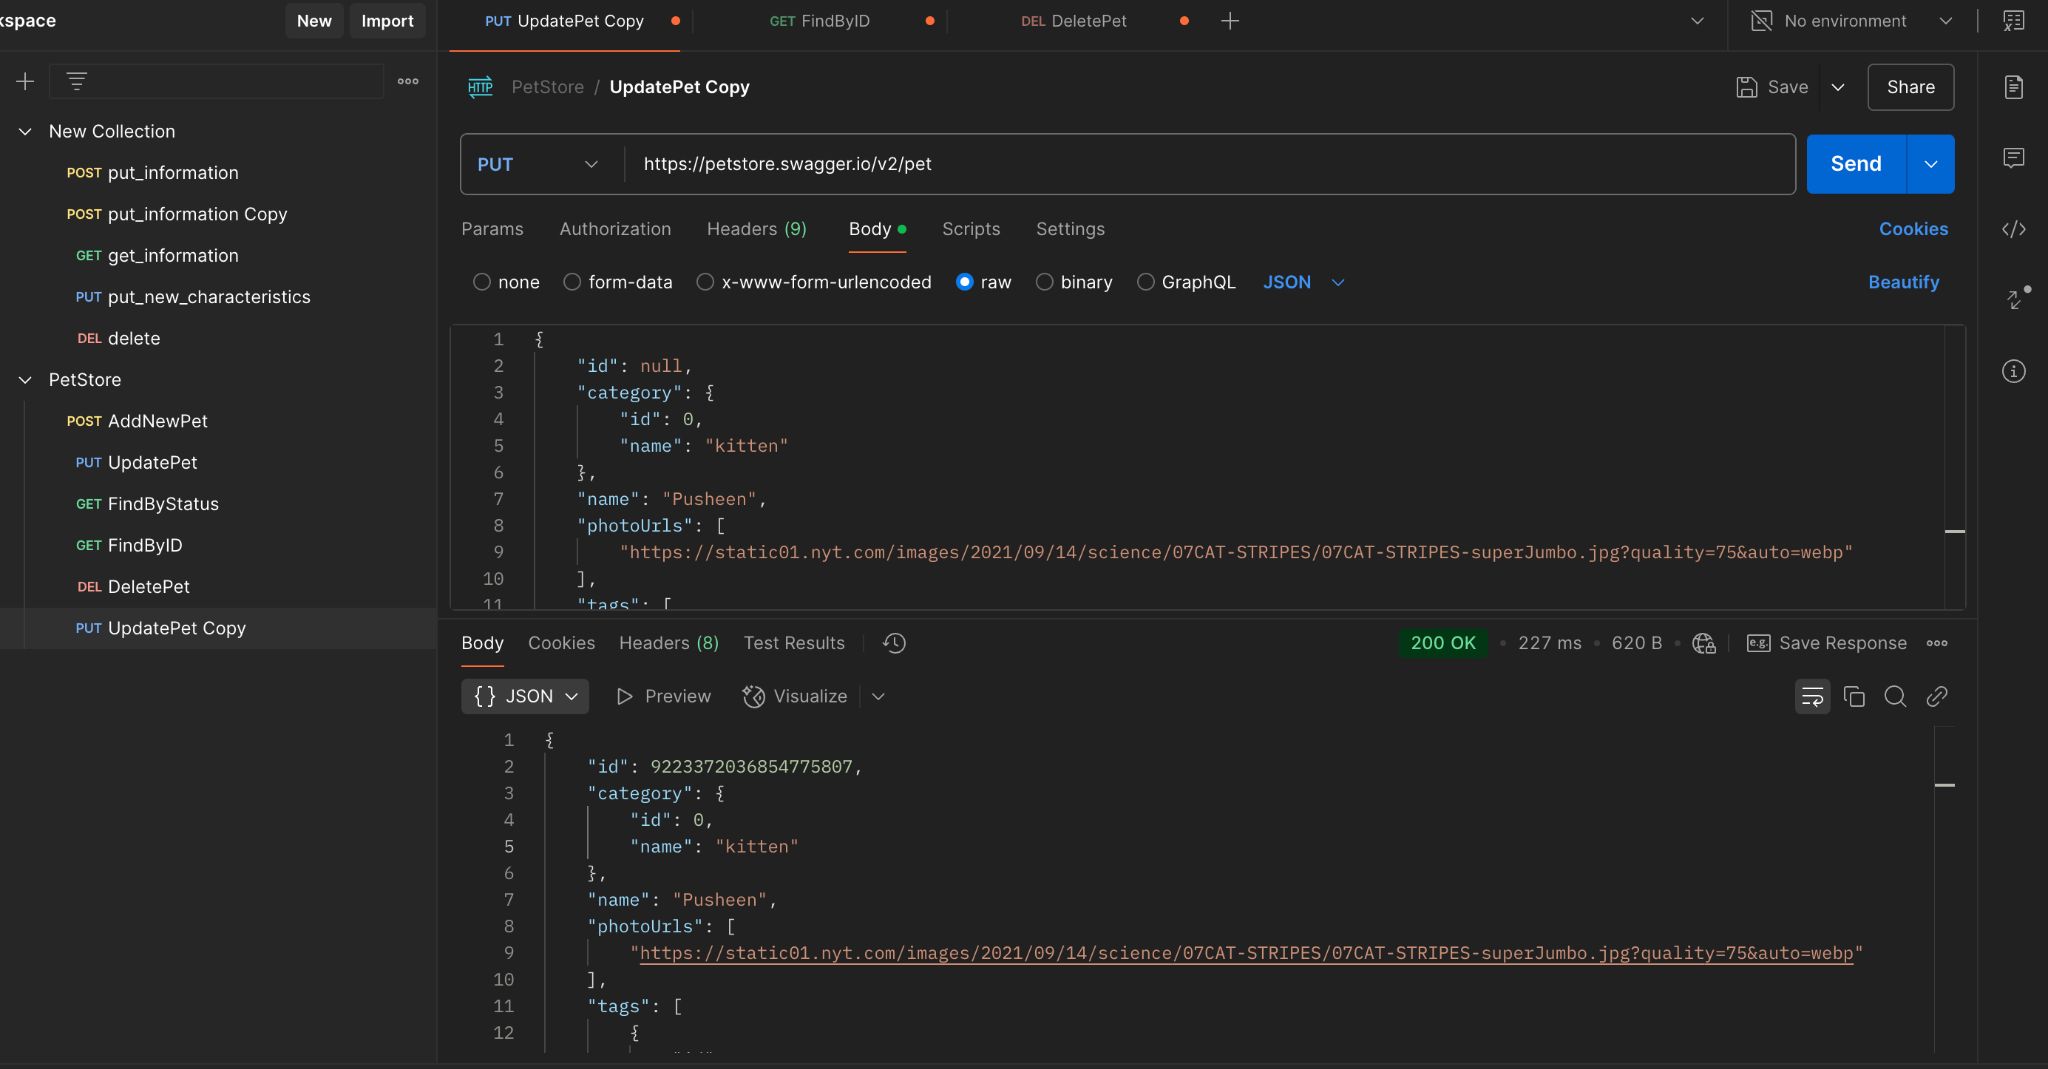 kspace
New
Import
PUT UpdatePet Copy
GET FindByID
DEL DeletePet
No environment
New Collection
POST put_information
POST put_information Copy
GET get_information
PUT put_new_characteristics
DEL delete
PetStore
POST AddNewPet
PUT UpdatePet
GET FindByStatus
GET FindByID
DEL DeletePet
PUT UpdatePet Copy
HTTP PetStore / UpdatePet Copy
Save
Share
PUT https://petstore.swagger.io/v2/pet
Send
Params Authorization Headers (9) Body Scripts Settings
Cookies
none form-data x-www-form-urlencoded raw binary GraphQL JSON
Beautify
1 {
2 "id": null,
3 "category": {
4 "id": 0,
5 "name": "kitten"
6 },
7 "name": "Pusheen",
8 "photoUrls": [
9 "https://static01.nyt.com/images/2021/09/14/science/07CAT-STRIPES/07CAT-STRIPES-superJumbo.jpg?quality=75&auto=webp"
10 ],
11 "tags": [
Body Cookies Headers (8) Test Results
200 OK • 227 ms • 620 B •
e.g. Save Response
{} JSON Preview Visualize
1 {
2 "id": 9223372036854775807,
3 "category": {
4 "id": 0,
5 "name": "kitten"
6 },
7 "name": "Pusheen",
8 "photoUrls": [
9 "https://static01.nyt.com/images/2021/09/14/science/07CAT-STRIPES/07CAT-STRIPES-superJumbo.jpg?quality=75&auto=webp"
10 ],
11 "tags": [
12 {